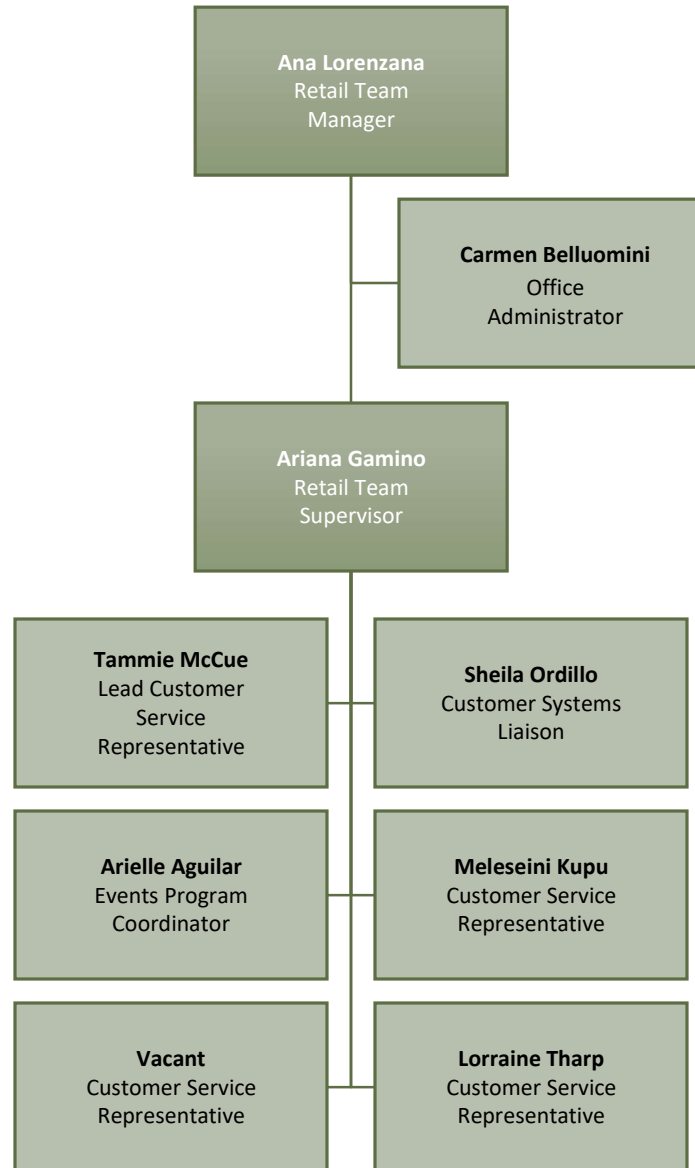 Ana Lorenzana
Retail Team
Manager
Carmen Belluomini
Office
Administrator
Ariana Gamino
Retail Team
Supervisor
Tammie McCue
Lead Customer
Service
Representative
Sheila Ordillo
Customer Systems
Liaison
Arielle Aguilar
Events Program
Coordinator
Meleseini Kupu
Customer Service
Representative
Vacant
Customer Service
Representative
Lorraine Tharp
Customer Service
Representative